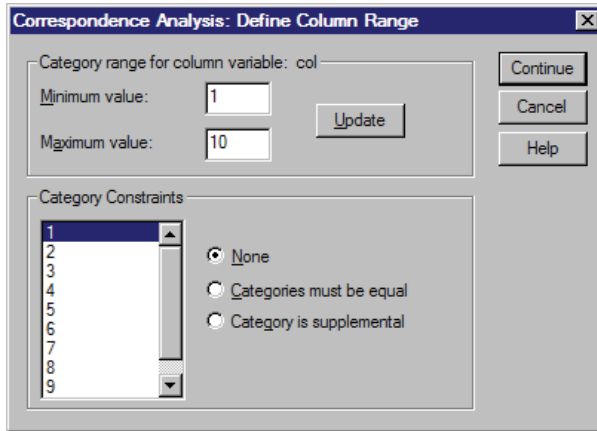 Correspondence Analysis: Define Column Range
Category range for column varible: col
Minimum value:
1
Maximum value:
10
Update
Continue
Cancel
Help
Category Constraints
1
2
3
4
5
6
7
8
9
None
Categories must be equal
Category is supplemental